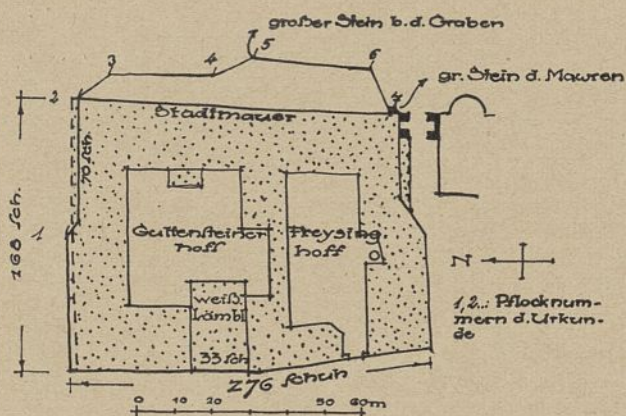 großer Stein b.d. Graben
3
4
5
6
gr. Stein d. Mauren
2
7
Stadtmauer
70 sch.
168 sch.
1
Guttensteiner
hoff
Freysing
hoff
N
weiß.
Lämbl
33 sch
1,2..: Pflocknum-
mern d. Urkun-
de
276 schuh
0 10 20 50 60m